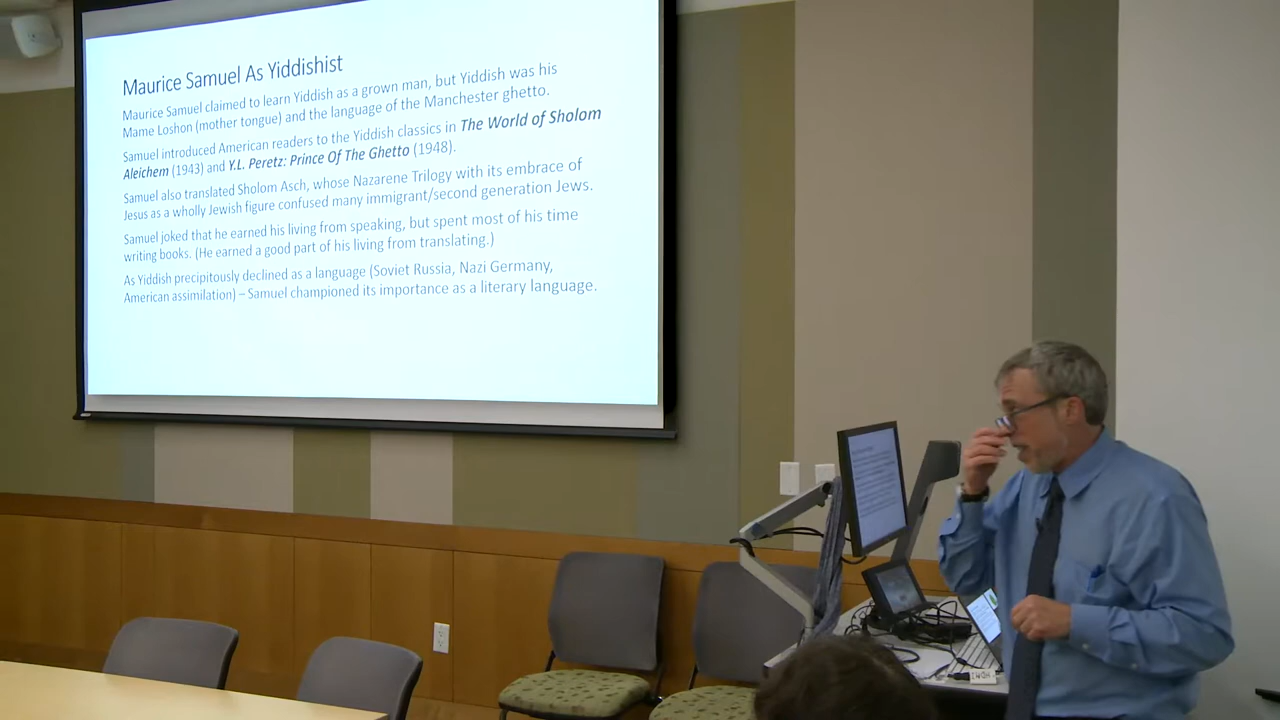 Maurice Samuel As Yiddishist
Maurice Samuel claimed to learn Yiddish as a grown man, but Yiddish was his
Mame Loshon (mother tongue) and the language of the Manchester ghetto.
Samuel introduced American readers to the Yiddish classics in The World of Sholom
Aleichem (1943) and Y.L. Peretz: Prince Of The Ghetto (1948).
Samuel also translated Sholom Asch, whose Nazarene Trilogy with its embrace of
Jesus as a wholly Jewish figure confused many immigrant/second generation Jews.
Samuel joked that he earned his living from speaking, but spent most of his time
writing books. (He earned a good part of his living from translating.)
As Yiddish precipitously declined as a language (Soviet Russia, Nazi Germany,
American assimilation) – Samuel championed its importance as a literary language.